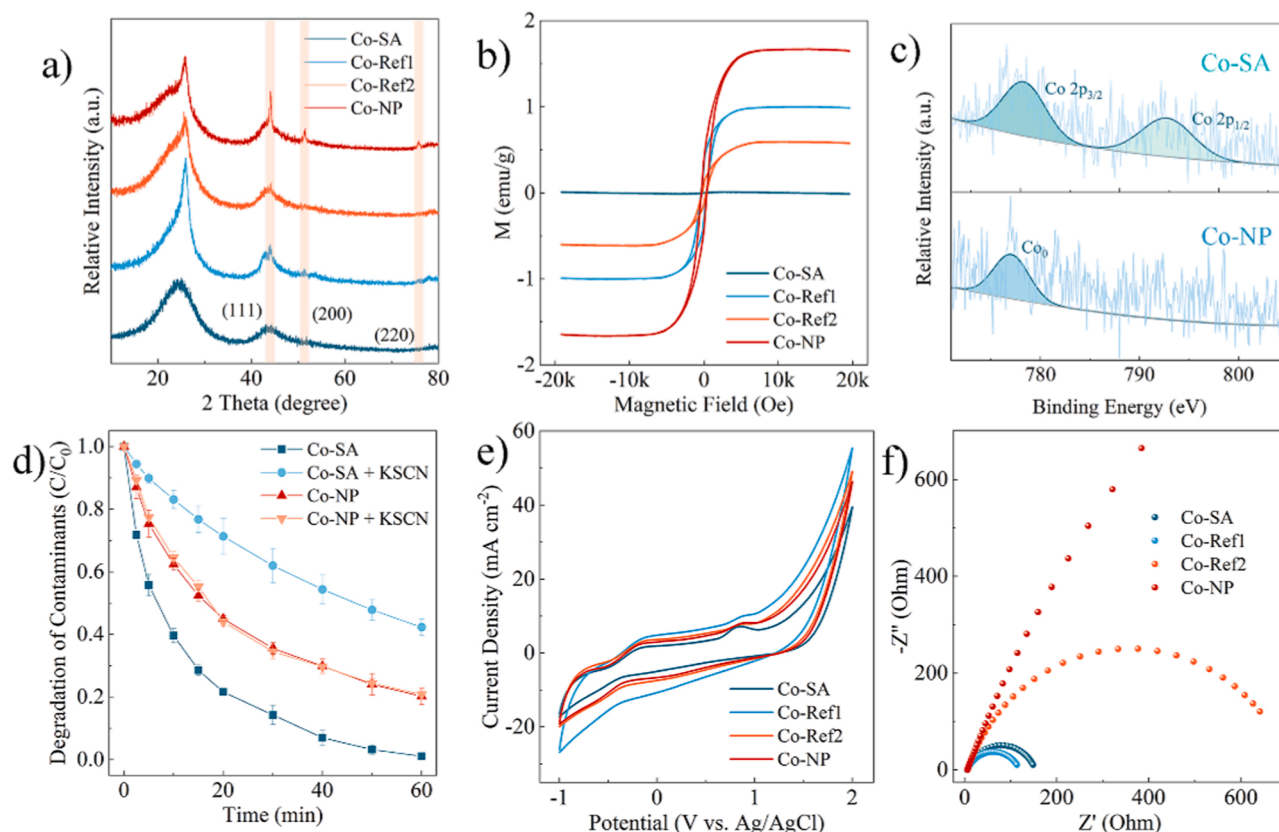 a)
Co-SA
Co-Ref1
Co-Ref2
Co-NP
(111)
(200)
(220)
Relative Intensity (a.u.)
20 40 60 80
2 Theta (degree)
b)
2
1
0
-1
-2
M (emu/g)
Co-SA
Co-Ref1
Co-Ref2
Co-NP
-20k -10k 0 10k 20k
Magnetic Field (Oe)
c)
Co-SA
Co 2p3/2
Co 2p1/2
Co-NP
Co0
Relative Intensity (a.u.)
780 790 800
Binding Energy (eV)
d)
1.0
0.8
0.6
0.4
0.2
0.0
Degradation of Contaminants (C/C0)
Co-SA
Co-SA + KSCN
Co-NP
Co-NP + KSCN
0 20 40 60
Time (min)
e)
60
40
20
0
-20
Current Density (mA cm-2)
Co-SA
Co-Ref1
Co-Ref2
Co-NP
-1 0 1 2
Potential (V vs. Ag/AgCl)
f)
600
400
200
0
-Z'' (Ohm)
Co-SA
Co-Ref1
Co-Ref2
Co-NP
0 200 400 600
Z' (Ohm)